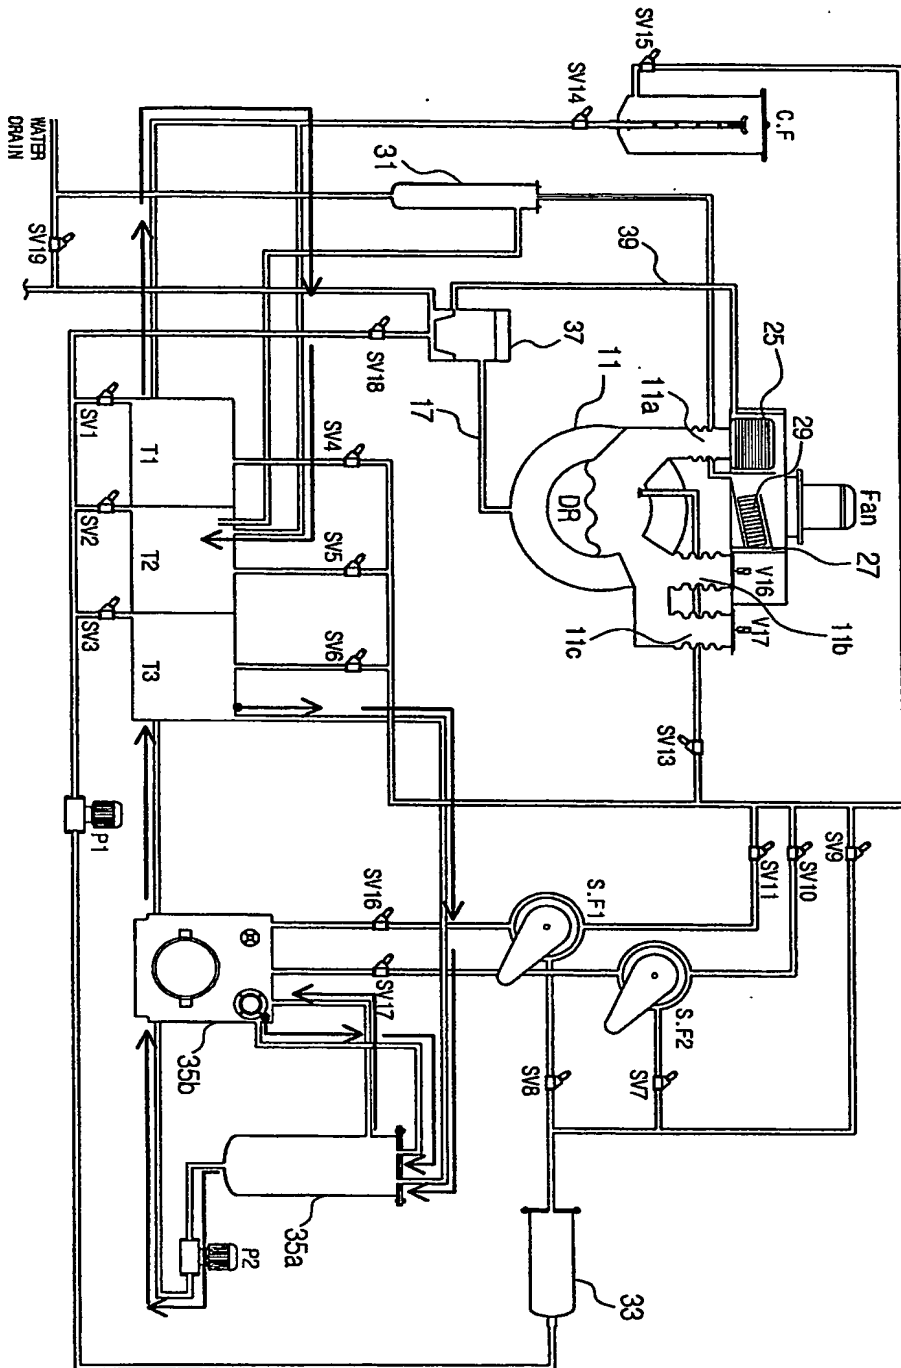 SV15
SV14
C.F
WATER
DRAIN
31
SV19
39
37
SV18
25
11
11a
29
Fan
17
27
DR
V16
V17
11b
11c
SV1
T1
SV4
SV2
T2
SV5
SV3
T3
SV6
SV13
P1
SV16
S.F1
SV11
SV10
SV9
SV17
S.F2
35b
SV8
SV7
35a
P2
33